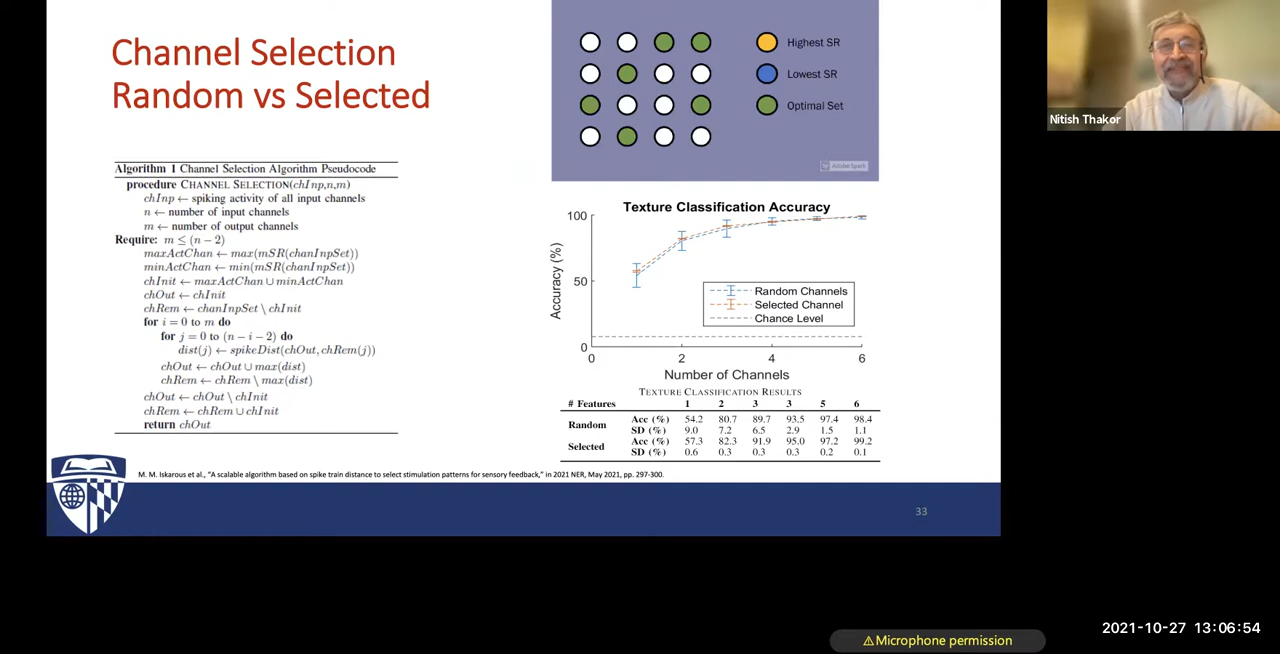 Channel Selection
Random vs Selected
Algorithm 1 Channel Selection Algorithm Pseudocode
procedure CHANNEL SELECTION(chInp,n,m)
chInp ← spiking activity of all input channels
n ← number of input channels
m ← number of output channels
Require: m ≤ (n − 2)
maxActChan ← max(mSR(chanInpSet))
minActChan ← min(mSR(chanInpSet))
chInit ← maxActChan ∪ minActChan
chOut ← chInit
chRem ← chanInpSet \ chInit
for i = 0 to m do
for j = 0 to (n − i − 2) do
dist(j) ← spikeDist(chOut, chRem(j))
chOut ← chOut ∪ max(dist)
chRem ← chRem \ max(dist)
chOut ← chOut \ chInit
chRem ← chRem ∪ chInit
return chOut
Highest SR
Lowest SR
Optimal Set
Adobe Spark
Texture Classification Accuracy
Accuracy (%)
100
50
0
Random Channels
Selected Channel
Chance Level
0 2 4 6
Number of Channels
TEXTURE CLASSIFICATION RESULTS
# Features 1 2 3 3 5 6
Random Acc (%) 54.2 80.7 89.7 93.5 97.4 98.4
SD (%) 9.0 7.2 6.5 2.9 1.5 1.1
Selected Acc (%) 57.3 82.3 91.9 95.0 97.2 99.2
SD (%) 0.6 0.3 0.3 0.3 0.2 0.1
M. M. Iskarous et al., "A scalable algorithm based on spike train distance to select stimulation patterns for sensory feedback," in 2021 NER, May 2021, pp. 297-300.
33
Nitish Thakor
2021-10-27 13:06:54
⚠Microphone permission